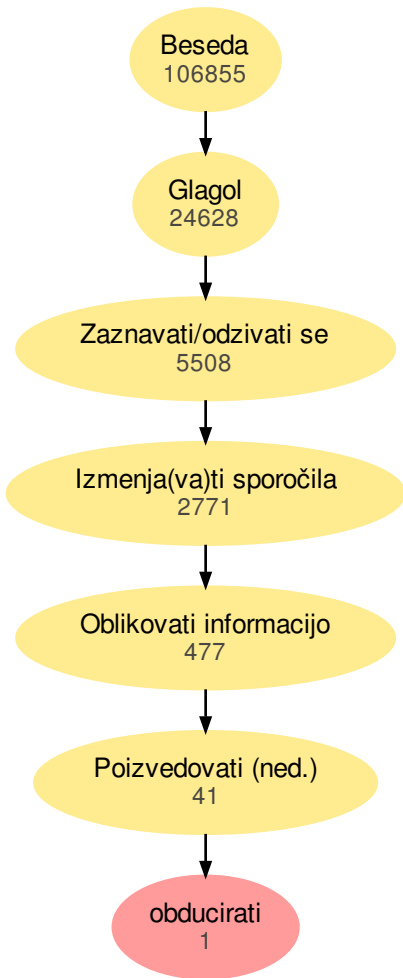 Beseda
106855
Glagol
24628
Zaznavati/odzivati se
5508
Izmenja(va)ti sporočila
2771
Oblikovati informacijo
477
Poizvedovati (ned.)
41
obducirati
1